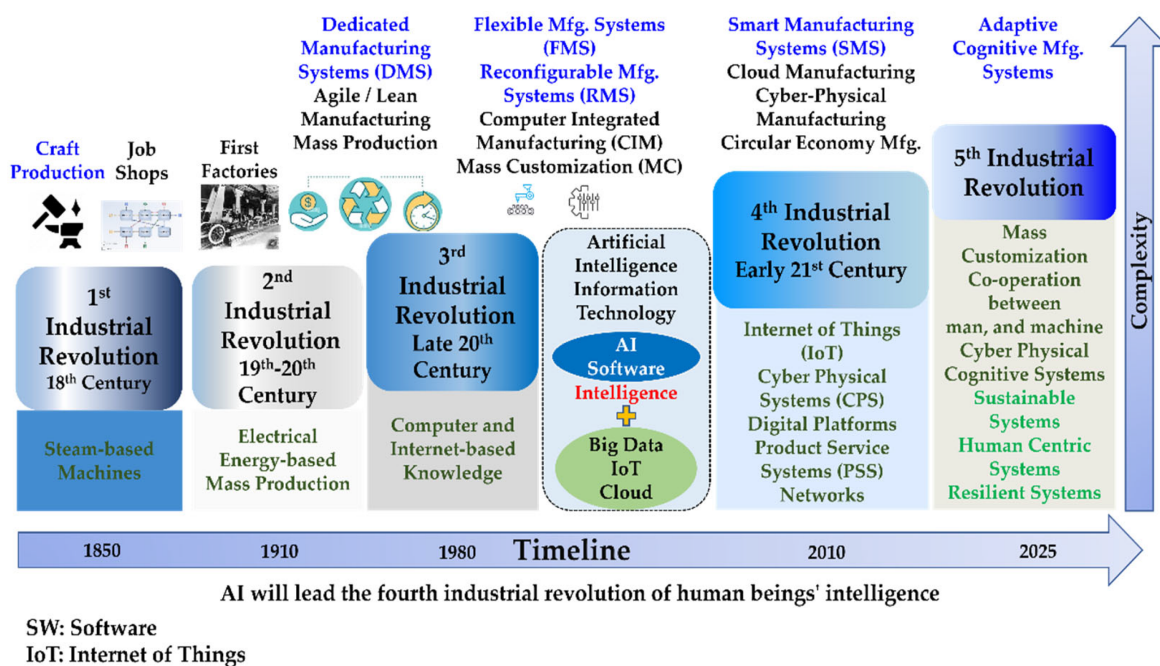 Craft
Production
Job
Shops
First
Factories
Dedicated
Manufacturing
Systems (DMS)
Agile / Lean
Manufacturing
Mass Production
Flexible Mfg. Systems
(FMS)
Reconfigurable Mfg.
Systems (RMS)
Computer Integrated
Manufacturing (CIM)
Mass Customization (MC)
Smart Manufacturing
Systems (SMS)
Cloud Manufacturing
Cyber-Physical
Manufacturing
Circular Economy Mfg.
Adaptive
Cognitive Mfg.
Systems
1st
Industrial
Revolution
18th Century
Steam-based
Machines
2nd
Industrial
Revolution
19th-20th
Century
Electrical
Energy-based
Mass Production
3rd
Industrial
Revolution
Late 20th
Century
Computer and
Internet-based
Knowledge
Artificial
Intelligence
Information
Technology
AI
Software
Intelligence
+
Big Data
IoT
Cloud
4th Industrial
Revolution
Early 21st Century
Internet of Things
(IoT)
Cyber Physical
Systems (CPS)
Digital Platforms
Product Service
Systems (PSS)
Networks
5th Industrial
Revolution
Mass
Customization
Co-operation
between
man, and machine
Cyber Physical
Cognitive Systems
Sustainable
Systems
Human Centric
Systems
Resilient Systems
Complexity
1850 1910 1980 Timeline 2010 2025
AI will lead the fourth industrial revolution of human beings' intelligence
SW: Software
IoT: Internet of Things